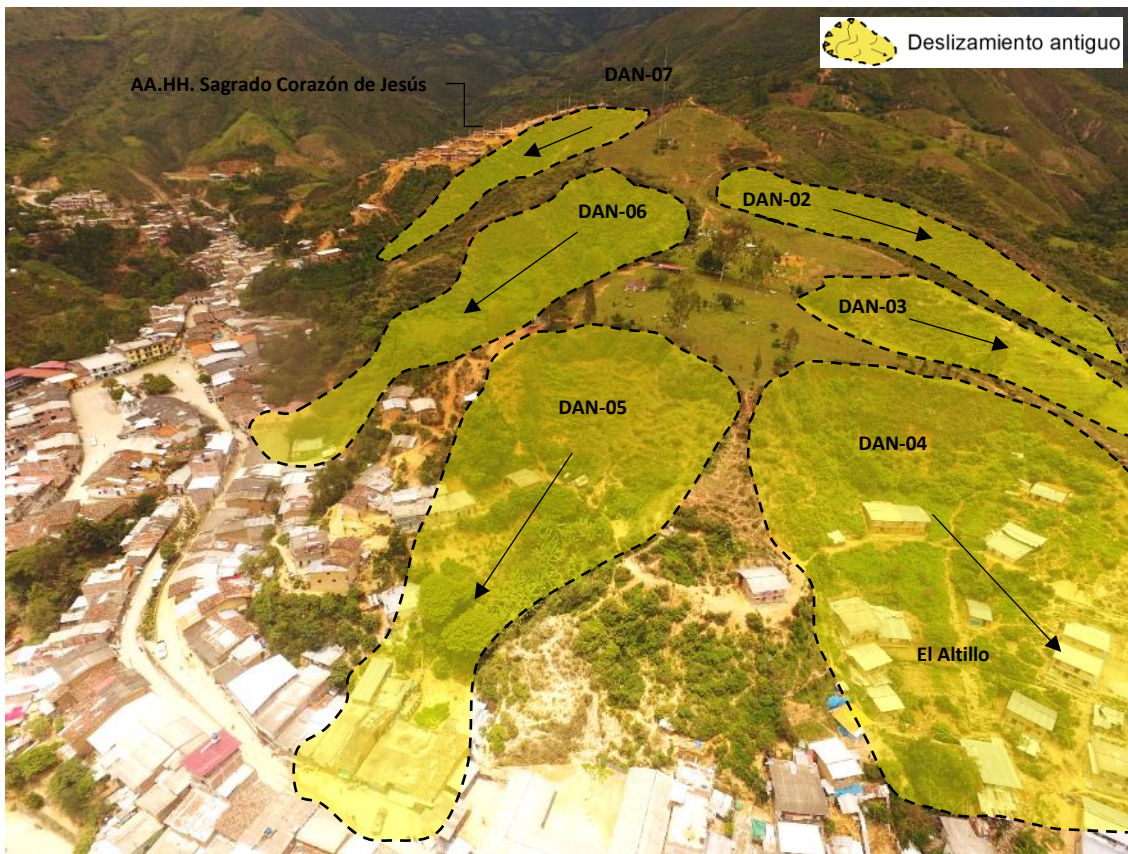 Deslizamiento antiguo
DAN-07
AA.HH. Sagrado Corazón de Jesús
DAN-02
DAN-06
DAN-03
DAN-05
DAN-04
El Altillo